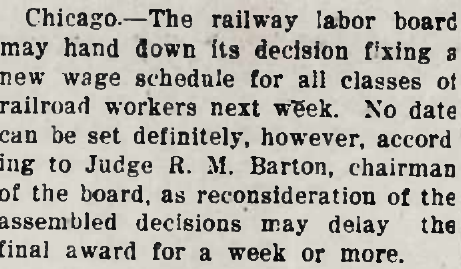 Chicago.—The railway labor board
may hand down its decision fixing a
new wage schedule for all classes of
railroad workers next week. No date
can be set definitely, however, accord
ing to Judge R. M. Barton, chairman
of the board, as reconsideration of the
assembled decisions may delay the
final award for a week or more.